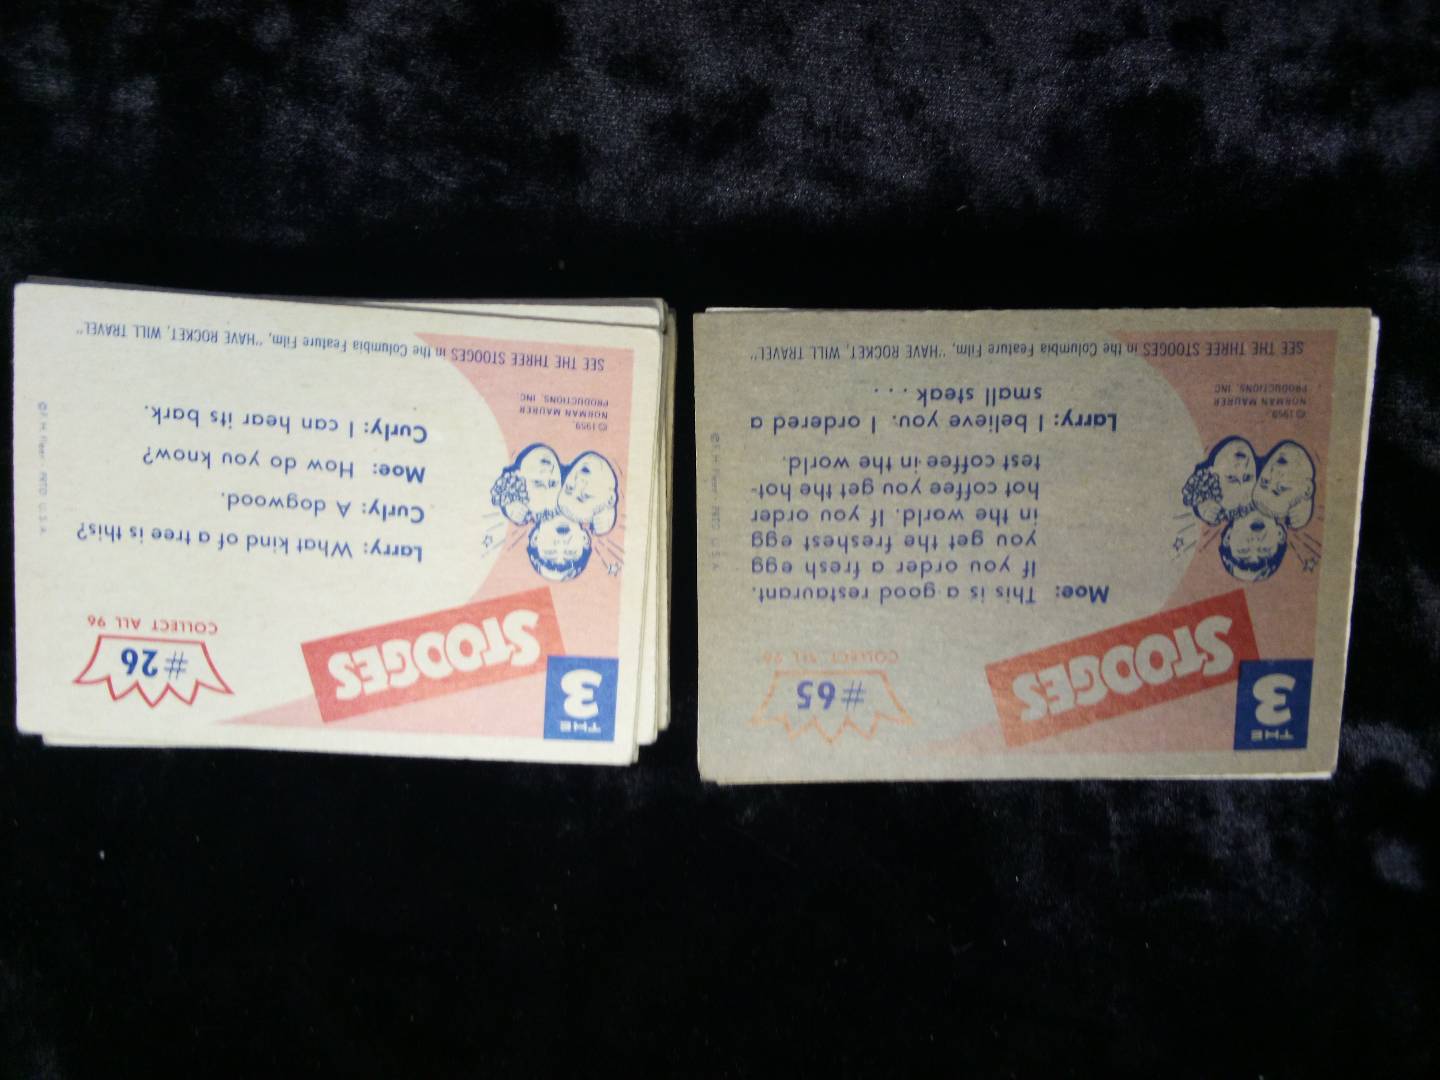 THE
3
STOOGES
#26
COLLECT ALL 96
Larry: What kind of a tree is this?
Curly: A dogwood.
Moe: How do you know?
Curly: I can hear its bark.
© 1959,
NORMAN MAURER
PRODUCTIONS, INC
SEE THE THREE STOOGES in the Columbia Feature Film, "HAVE ROCKET, WILL TRAVEL"
© F. H. Fleer - PRTD U. S. A.
THE
3
STOOGES
#65
COLLECT ALL 96
Moe: This is a good restaurant.
If you order a fresh egg
you get the freshest egg
in the world. If you order
hot coffee you get the hot-
test coffee in the world.
Larry: I believe you. I ordered a
small steak . . .
© 1959,
NORMAN MAURER
PRODUCTIONS, INC
SEE THE THREE STOOGES in the Columbia Feature Film, "HAVE ROCKET, WILL TRAVEL"
© F. H. Fleer - PRTD U. S. A.